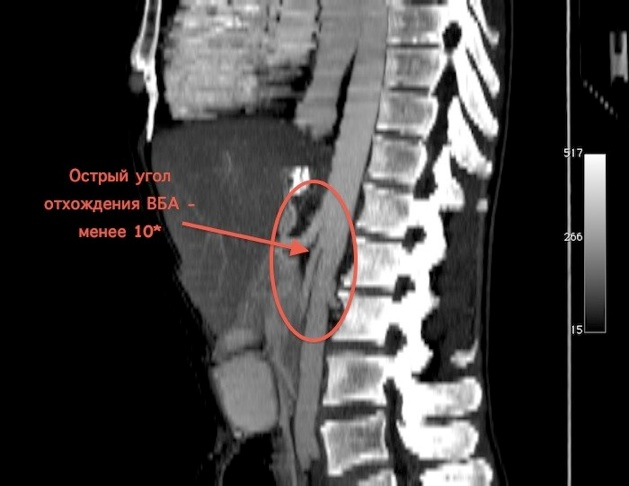 Острый угол
отхождения ВБА -
менее 10*
517
266
15